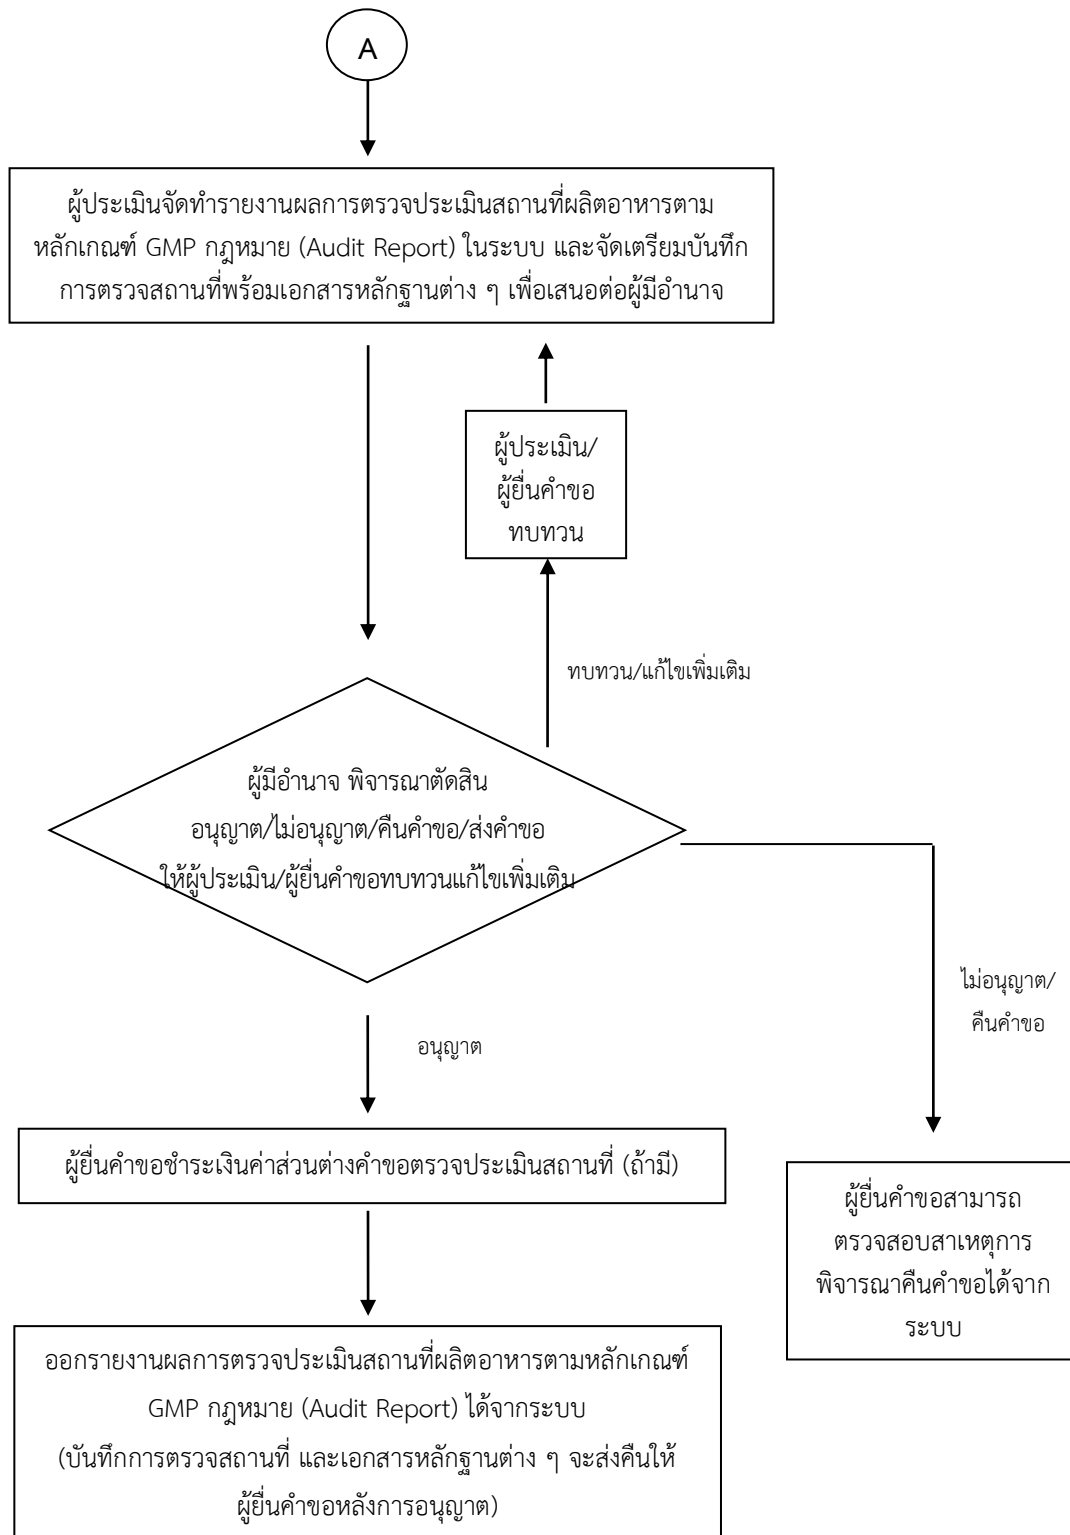 A
ผู้ประเมินจัดทำรายงานผลการตรวจประเมินสถานที่ผลิตอาหารตาม
หลักเกณฑ์ GMP กฎหมาย (Audit Report) ในระบบ และจัดเตรียมบันทึก
การตรวจสถานที่พร้อมเอกสารหลักฐานต่าง ๆ เพื่อเสนอต่อผู้มีอำนาจ
ผู้ประเมิน/
ผู้ยื่นคำขอ
ทบทวน
ทบทวน/แก้ไขเพิ่มเติม
ผู้มีอำนาจ พิจารณาตัดสิน
อนุญาต/ไม่อนุญาต/คืนคำขอ/ส่งคำขอ
ให้ผู้ประเมิน/ผู้ยื่นคำขอทบทวนแก้ไขเพิ่มเติม
ไม่อนุญาต/
คืนคำขอ
อนุญาต
ผู้ยื่นคำขอชำระเงินค่าส่วนต่างคำขอตรวจประเมินสถานที่ (ถ้ามี)
ผู้ยื่นคำขอสามารถ
ตรวจสอบสาเหตุการ
พิจารณาคืนคำขอได้จาก
ระบบ
ออกรายงานผลการตรวจประเมินสถานที่ผลิตอาหารตามหลักเกณฑ์
GMP กฎหมาย (Audit Report) ได้จากระบบ
(บันทึกการตรวจสถานที่ และเอกสารหลักฐานต่าง ๆ จะส่งคืนให้
ผู้ยื่นคำขอหลังการอนุญาต)